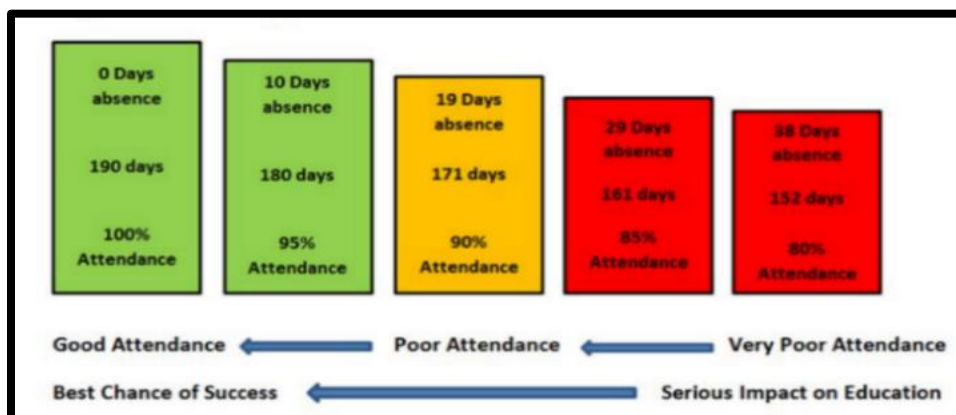 0 Days
absence
190 days
100%
Attendance
10 Days
absence
180 days
95%
Attendance
19 Days
absence
171 days
90%
Attendance
29 Days
absence
161 days
85%
Attendance
38 Days
absence
152 days
80%
Attendance
Good Attendance Poor Attendance Very Poor Attendance
Best Chance of Success Serious Impact on Education